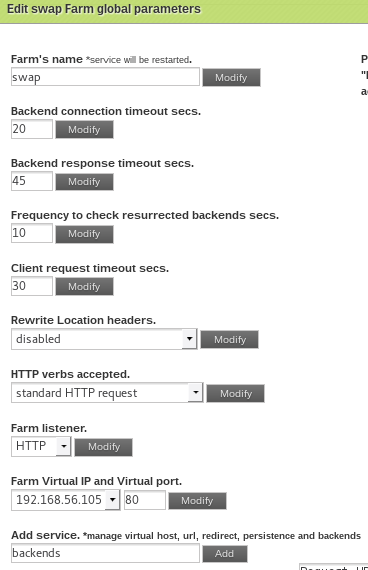 Edit swap Farm global parameters
Farm's name *service will be restarted.
swap Modify
Backend connection timeout secs.
20 Modify
Backend response timeout secs.
45 Modify
Frequency to check resurrected backends secs.
10 Modify
Client request timeout secs.
30 Modify
Rewrite Location headers.
disabled Modify
HTTP verbs accepted.
standard HTTP request Modify
Farm listener.
HTTP Modify
Farm Virtual IP and Virtual port.
192.168.56.105 80 Modify
Add service. *manage virtual host, url, redirect, persistence and backends
backends Add